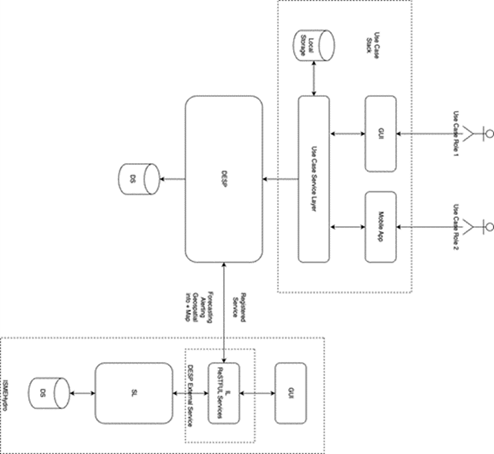 Use Case Role 1
Use Case Role 2
Use Case
Stack
GUI
Mobile App
Local
Storage
Use Case Service Layer
DESP
DS
Registered
Service
Forecasting
Alerting
Geospatial
info + Map
GUI
IL
ReSTFUL Services
DESP External Service
SL
DS
ISMEHydro